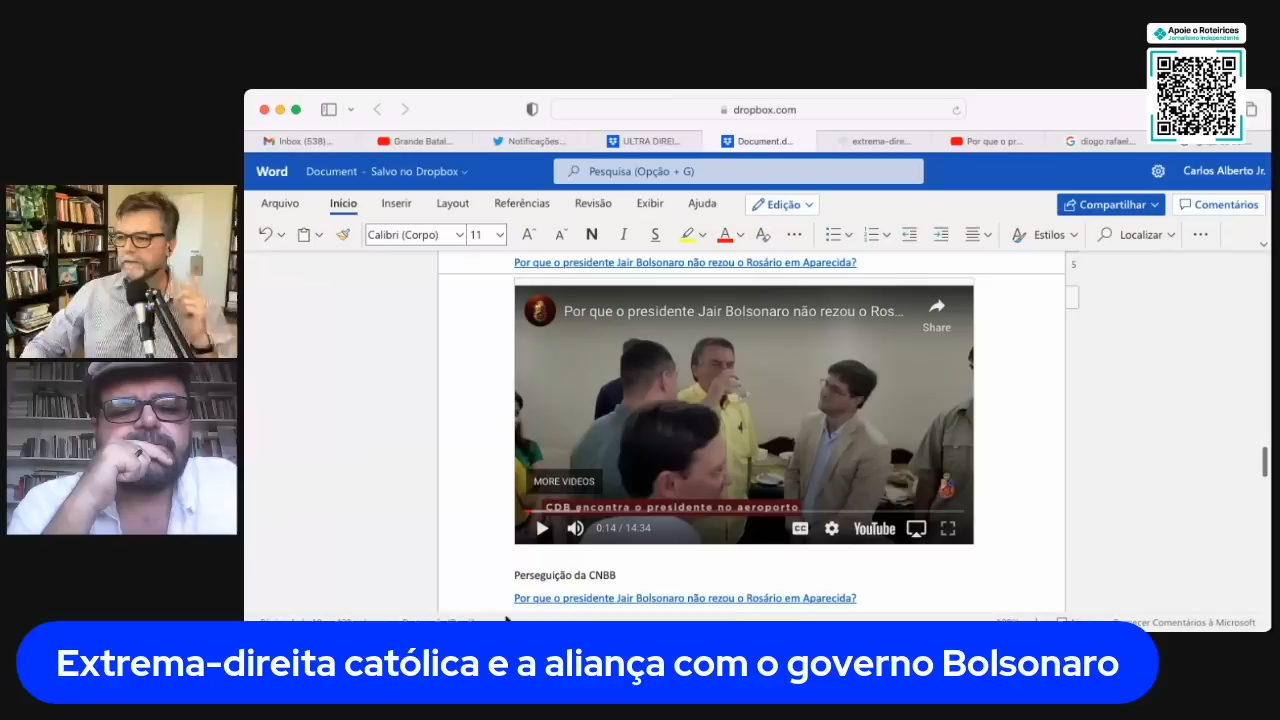 Apoie o Roteirices
Jornalismo Independente
dropbox.com
Inbox (538)...
Grande Batal...
Notificações...
ULTRA DIREI...
Document.d...
extrema-dire...
Por que o pr...
diogo.rafael...
Word
Document - Salvo no Dropbox
Pesquisa (Opção + G)
Carlos Alberto Jr.
Arquivo
Início
Inserir
Layout
Referências
Revisão
Exibir
Ajuda
Edição
Compartilhar
Comentários
Calibri (Corpo)
11
N
I
S
A
Estilos
Localizar
Por que o presidente Jair Bolsonaro não rezou o Rosário em Aparecida?
5
Por que o presidente Jair Bolsonaro não rezou o Ros...
Share
MORE VIDEOS
CDB encontra o presidente no aeroporto
0:14 / 14:34
CC
YouTube
Perseguição da CNBB
Por que o presidente Jair Bolsonaro não rezou o Rosário em Aparecida?
Comentários à Microsoft
Extrema-direita católica e a aliança com o governo Bolsonaro